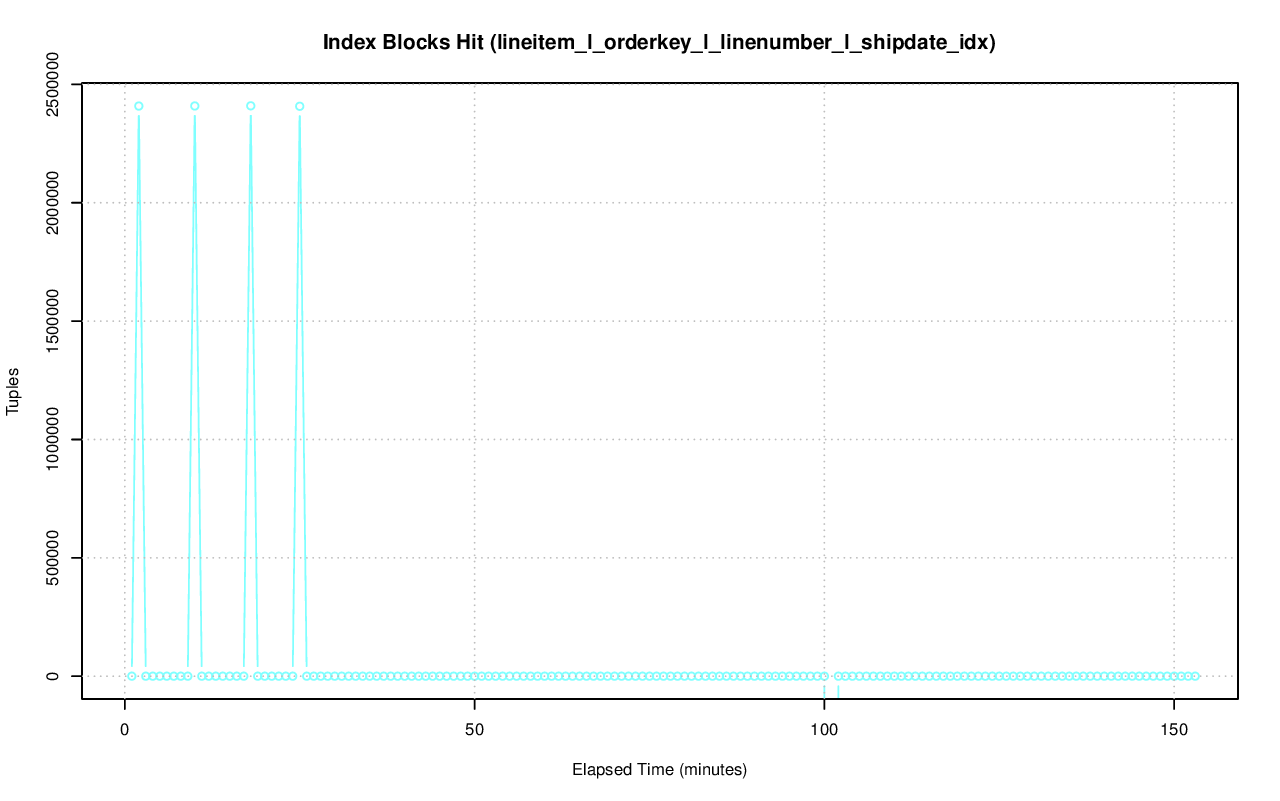 Index Blocks Hit (lineitem_l_orderkey_l_linenumber_l_shipdate_idx)
Tuples
2500000
2000000
1500000
1000000
500000
0
0 50 100 150
Elapsed Time (minutes)